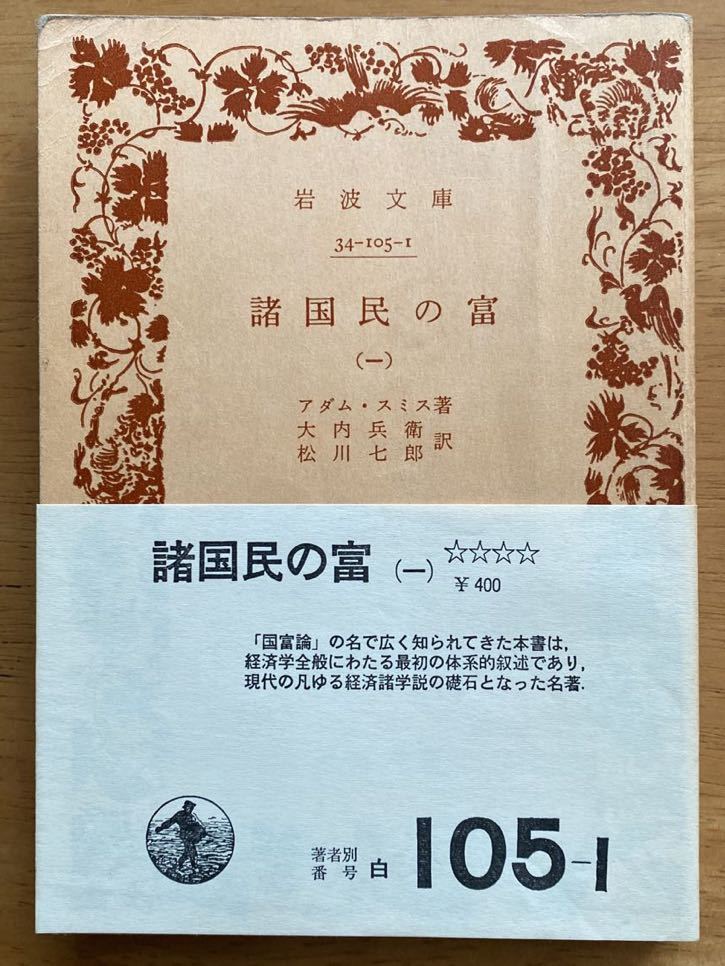 岩波文庫
34-105-1
諸国民の富
(一)
アダム・スミス著
大内兵衛
松川七郎訳
諸国民の富 (一) ☆☆☆☆
¥400
「国富論」の名で広く知られてきた本書は,
経済学全般にわたる最初の体系的叙述であり,
現代の凡ゆる経済諸学説の礎石となった名著.
著者別
番号 白 105-1